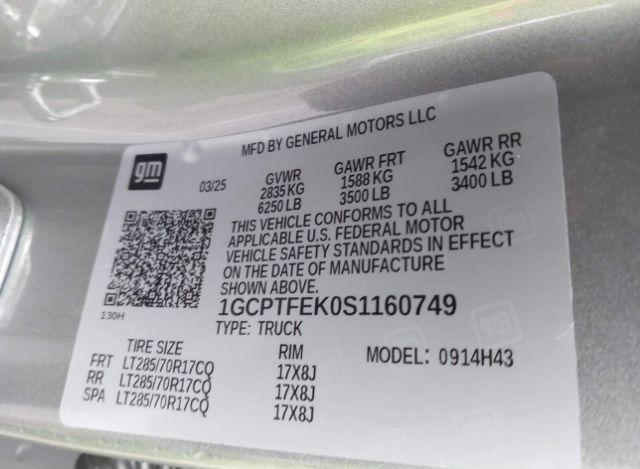 MFD BY GENERAL MOTORS LLC
gm
03/25
GVWR GAWR FRT GAWR RR
2835 KG 1588 KG 1542 KG
6250 LB 3500 LB 3400 LB
THIS VEHICLE CONFORMS TO ALL
APPLICABLE U.S. FEDERAL MOTOR
VEHICLE SAFETY STANDARDS IN EFFECT
ON THE DATE OF MANUFACTURE
SHOWN ABOVE.
130H
1GCPTFEK0S1160749
TYPE: TRUCK
TIRE SIZE RIM MODEL: 0914H43
FRT LT285/70R17CQ 17X8J
RR LT285/70R17CQ 17X8J
SPA LT285/70R17CQ 17X8J